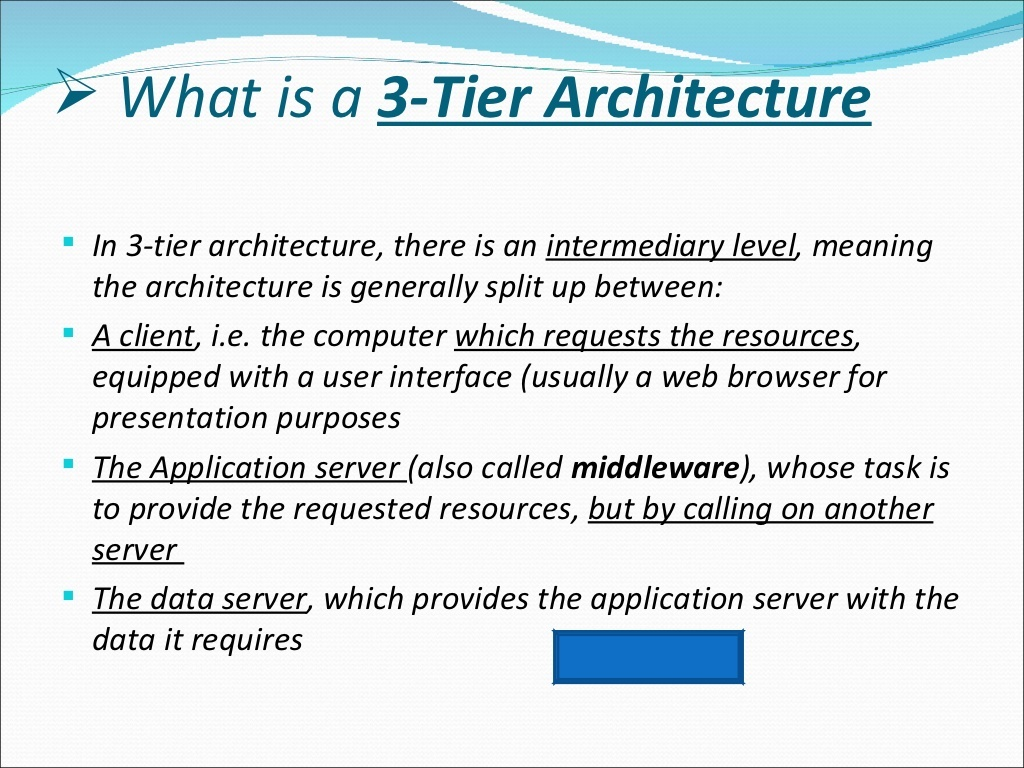 What is a 3-Tier Architecture
In 3-tier architecture, there is an intermediary level, meaning
the architecture is generally split up between:
A client, i.e. the computer which requests the resources,
equipped with a user interface (usually a web browser for
presentation purposes
The Application server (also called middleware), whose task is
to provide the requested resources, but by calling on another
server
The data server, which provides the application server with the
data it requires